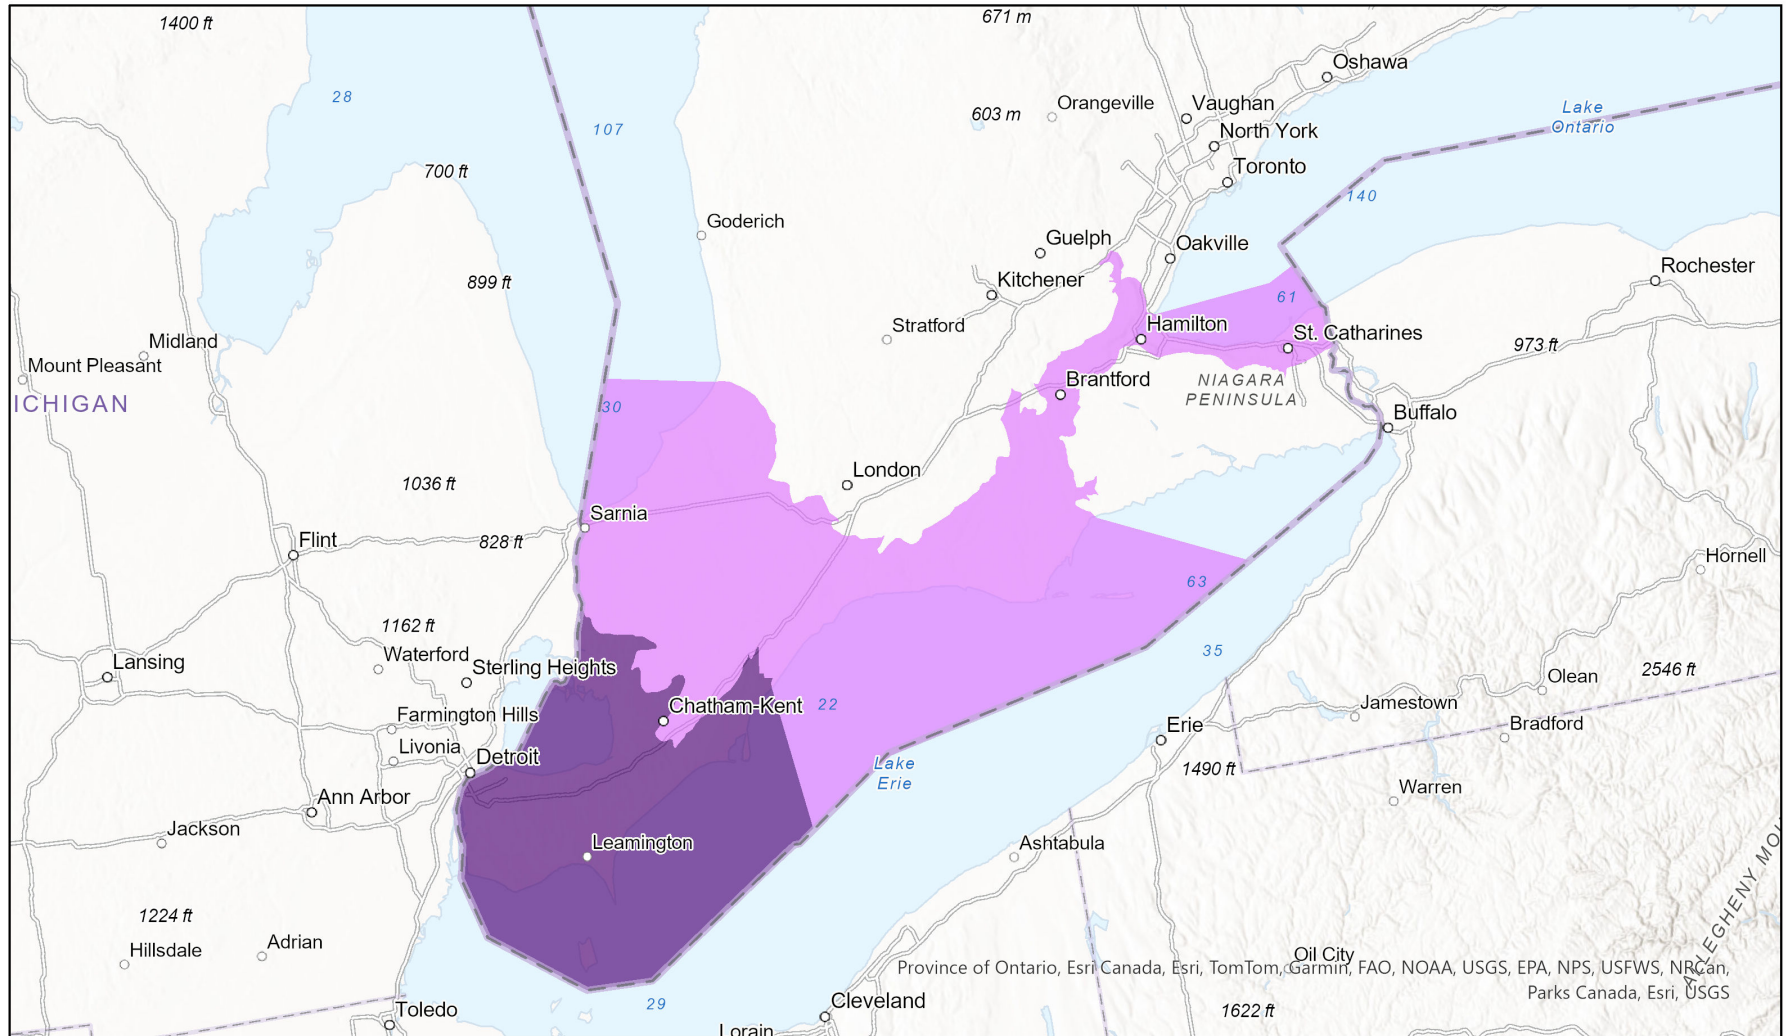 1400 ft
671 m
Oshawa
28
603 m
Orangeville
Vaughan
Lake
Ontario
107
North York
Toronto
700 ft
140
Goderich
Guelph
Oakville
Rochester
899 ft
Kitchener
61
Stratford
Hamilton
St. Catharines
Midland
973 ft
Mount Pleasant
Brantford
NIAGARA
PENINSULA
ICHIGAN
30
Buffalo
London
1036 ft
Sarnia
Flint
828 ft
Hornell
63
1162 ft
Waterford
35
Lansing
Sterling Heights
2546 ft
Olean
Chatham-Kent
22
Jamestown
Farmington Hills
Bradford
Erie
Livonia
Detroit
Lake
Erie
1490 ft
Ann Arbor
Warren
Jackson
Leamington
Ashtabula
ALLEGHENY MOU
1224 ft
Hillsdale
Adrian
Oil City
Province of Ontario, Esri Canada, Esri, TomTom, Garmin, FAO, NOAA, USGS, EPA, NPS, USFWS, NRCan,
Parks Canada, Esri, USGS
29
Cleveland
Toledo
1622 ft
Lorain